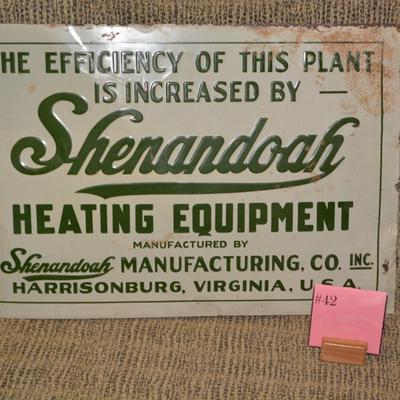 HE EFFICIENCY OF THIS PLANT
IS INCREASED BY —
Shenandoah
HEATING EQUIPMENT
MANUFACTURED BY
Shenandoah MANUFACTURING, CO. INC.
HARRISONBURG, VIRGINIA, U.S.A.
#42